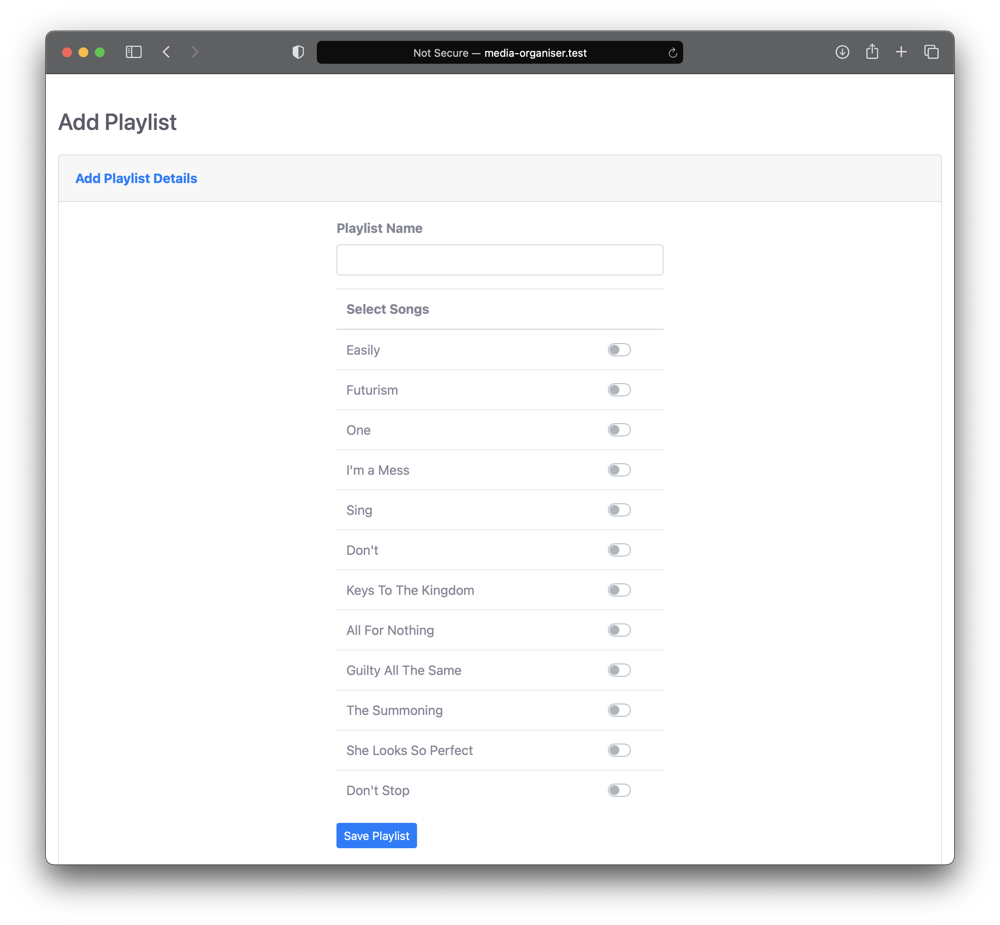 Not Secure — media-organiser.test
Add Playlist
Add Playlist Details
Playlist Name
Select Songs
Easily
Futurism
One
I'm a Mess
Sing
Don't
Keys To The Kingdom
All For Nothing
Guilty All The Same
The Summoning
She Looks So Perfect
Don't Stop
Save Playlist